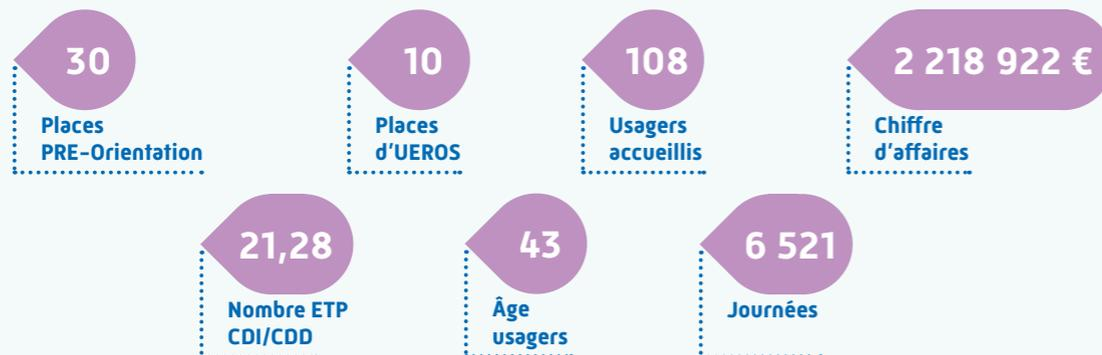 30
Places
PRE-Orientation
10
Places
d'UEROS
108
Usagers
accueillis
2 218 922 €
Chiffre
d'affaires
21,28
Nombre ETP
CDI/CDD
43
Âge
usagers
6 521
Journées